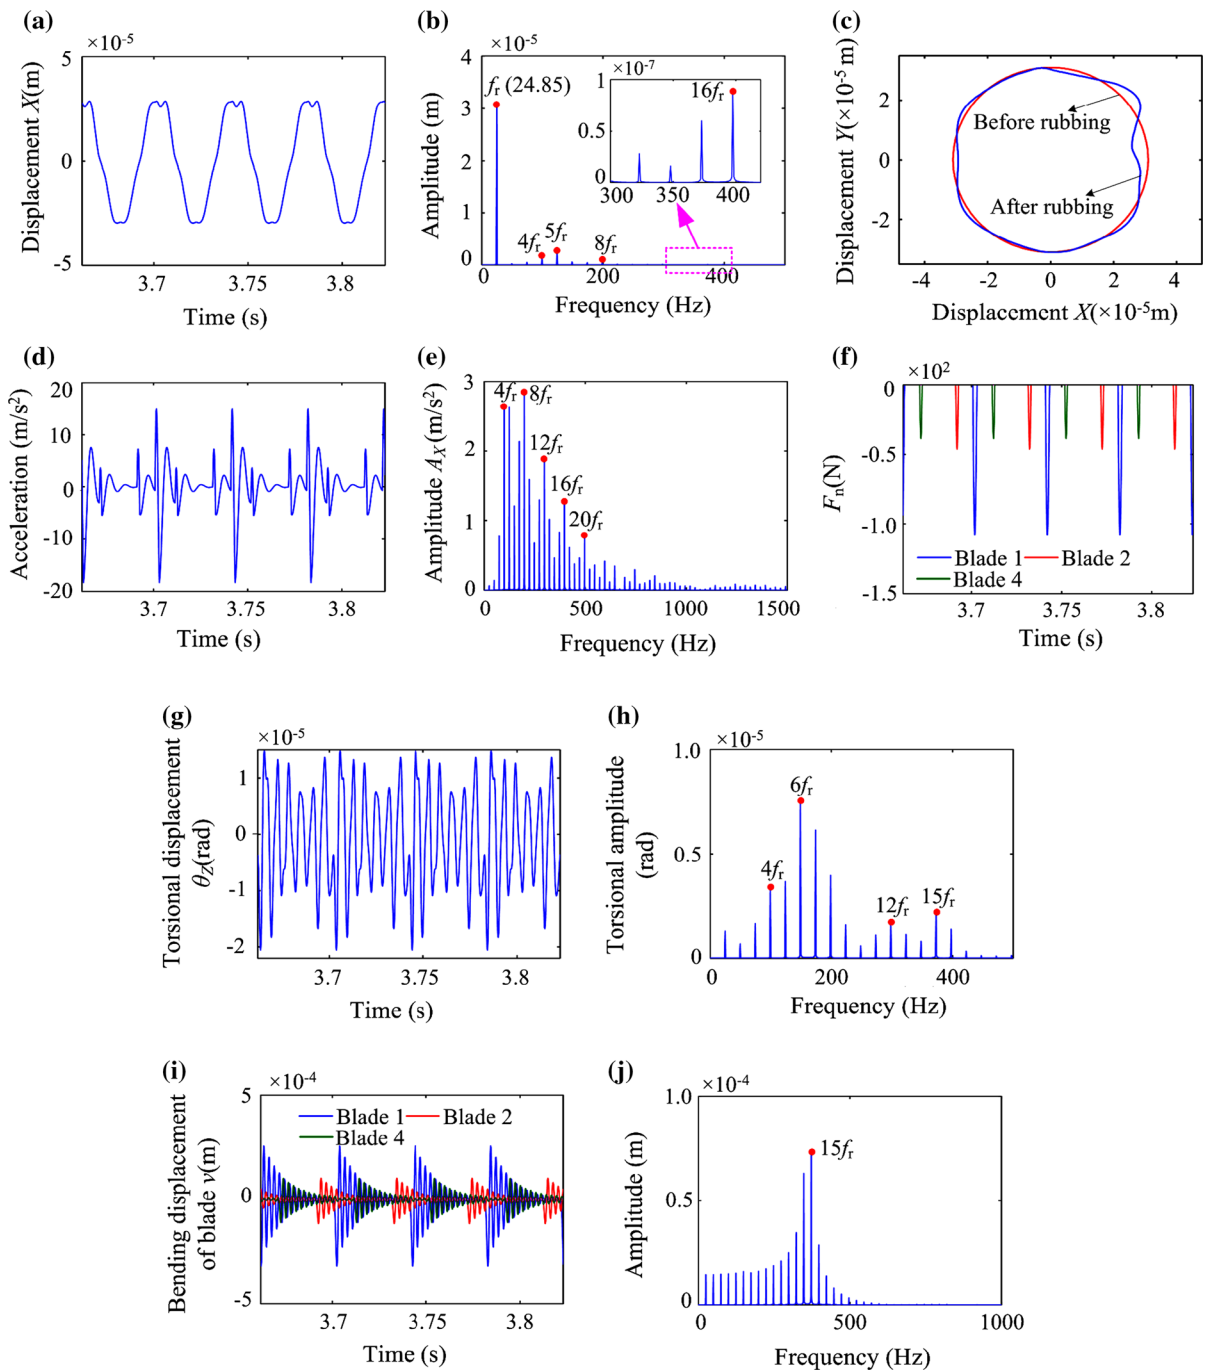 (a)
×10-5
Displacement X(m)
5
0
-5
3.7
3.75
3.8
Time (s)
(b)
×10-5
Amplitude (m)
4
3
2
1
0
fr (24.85)
4fr
5fr
8fr
×10-7
1
0.5
0
16fr
300
350
400
0
200
400
Frequency (Hz)
(c)
Displacement Y(×10-5 m)
2
0
-2
Before rubbing
After rubbing
-4
-2
0
2
4
Displacement X(×10-5m)
(d)
Acceleration (m/s2)
20
10
0
-10
-20
3.7
3.75
3.8
Time (s)
(e)
Amplitude AX(m/s2)
3
2
1
0
4fr
8fr
12fr
16fr
20fr
0
500
1000
1500
Frequency (Hz)
(f)
×102
Fn(N)
0
-0.5
-1.0
-1.5
Blade 1
Blade 2
Blade 4
3.7
3.75
3.8
Time (s)
(g)
×10-5
Torsional displacement
θZ(rad)
1
0
-1
-2
3.7
3.75
3.8
Time (s)
(h)
×10-5
Torsional amplitude
(rad)
1.0
0.5
0
4fr
6fr
12fr
15fr
0
200
400
Frequency (Hz)
(i)
×10-4
Bending displacement
of blade v(m)
5
0
-5
Blade 1
Blade 2
Blade 4
3.7
3.75
3.8
Time (s)
(j)
×10-4
Amplitude (m)
1.0
0.5
0
15fr
0
500
1000
Frequency (Hz)